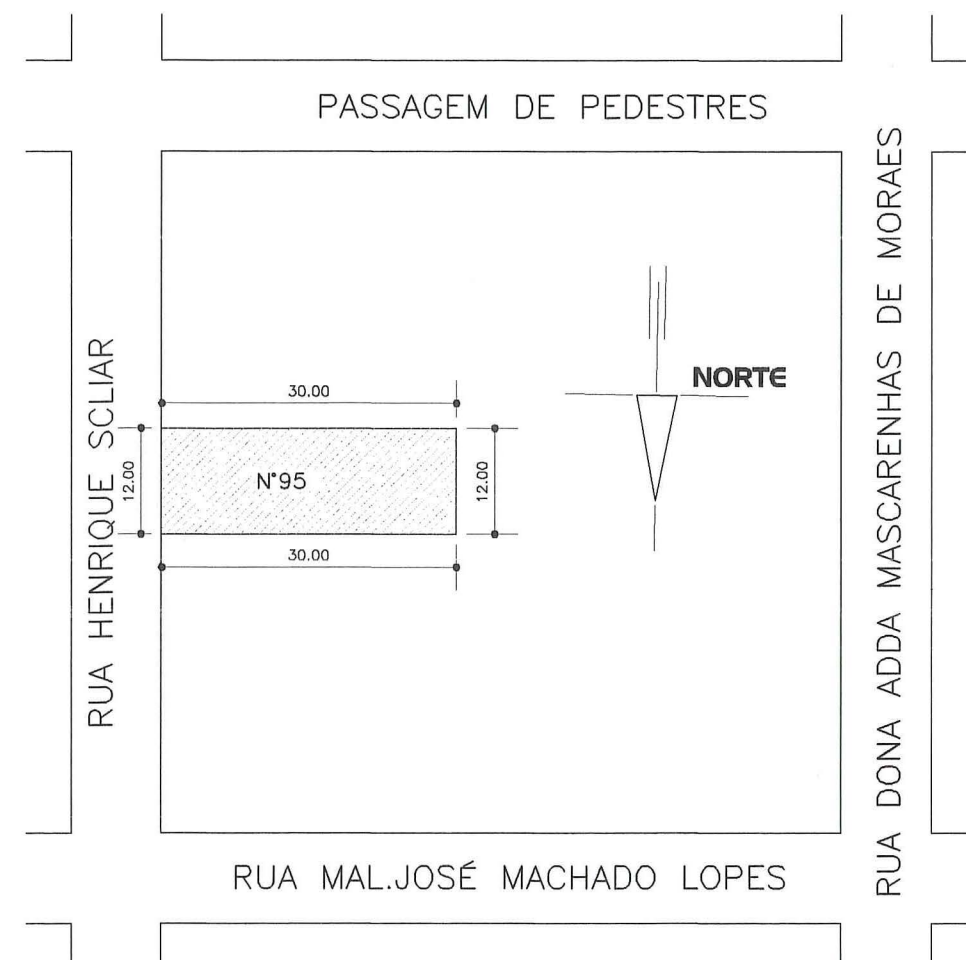 PASSAGEM DE PEDESTRES
RUA DONA ADDA MASCARENHAS DE MORAES
NORTE
RUA HENRIQUE SCLIAR
30.00
12.00
N°95
12.00
30.00
RUA MAL.JOSÉ MACHADO LOPES